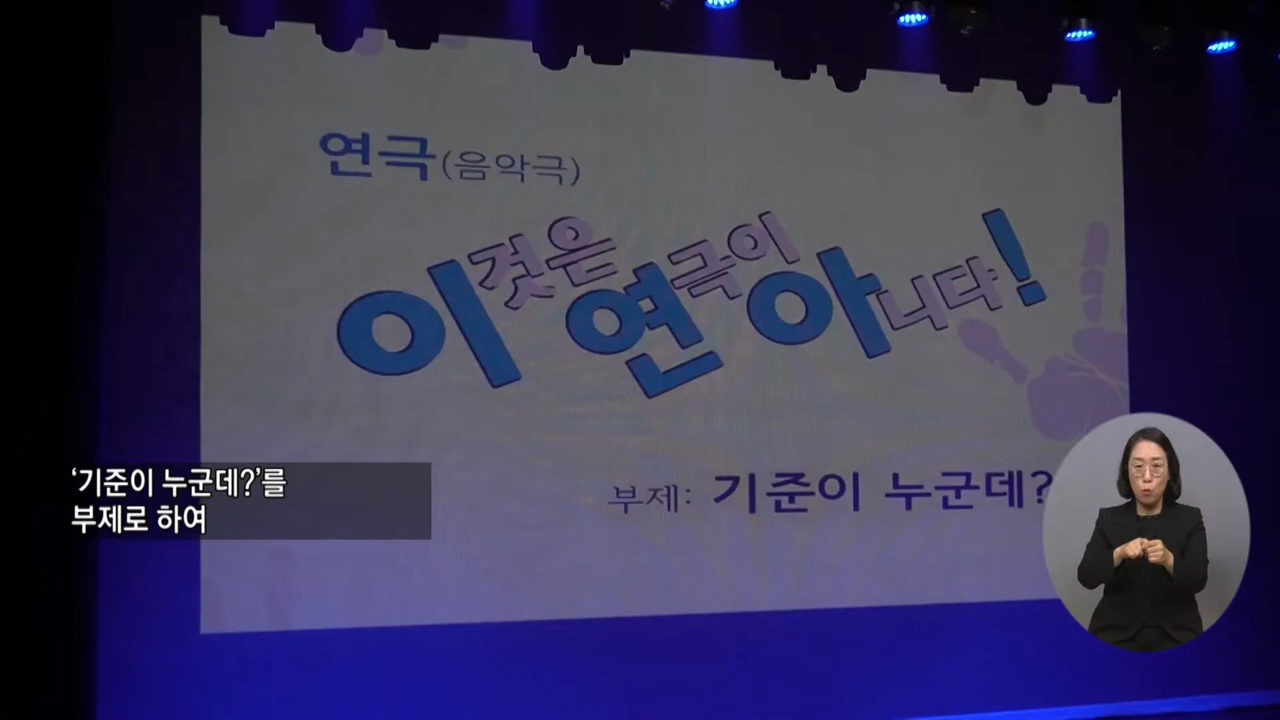 연극(음악극)
이것은 연극이 아니다!
부제: 기준이 누군데?
‘기준이 누군데?’를
부제로 하여